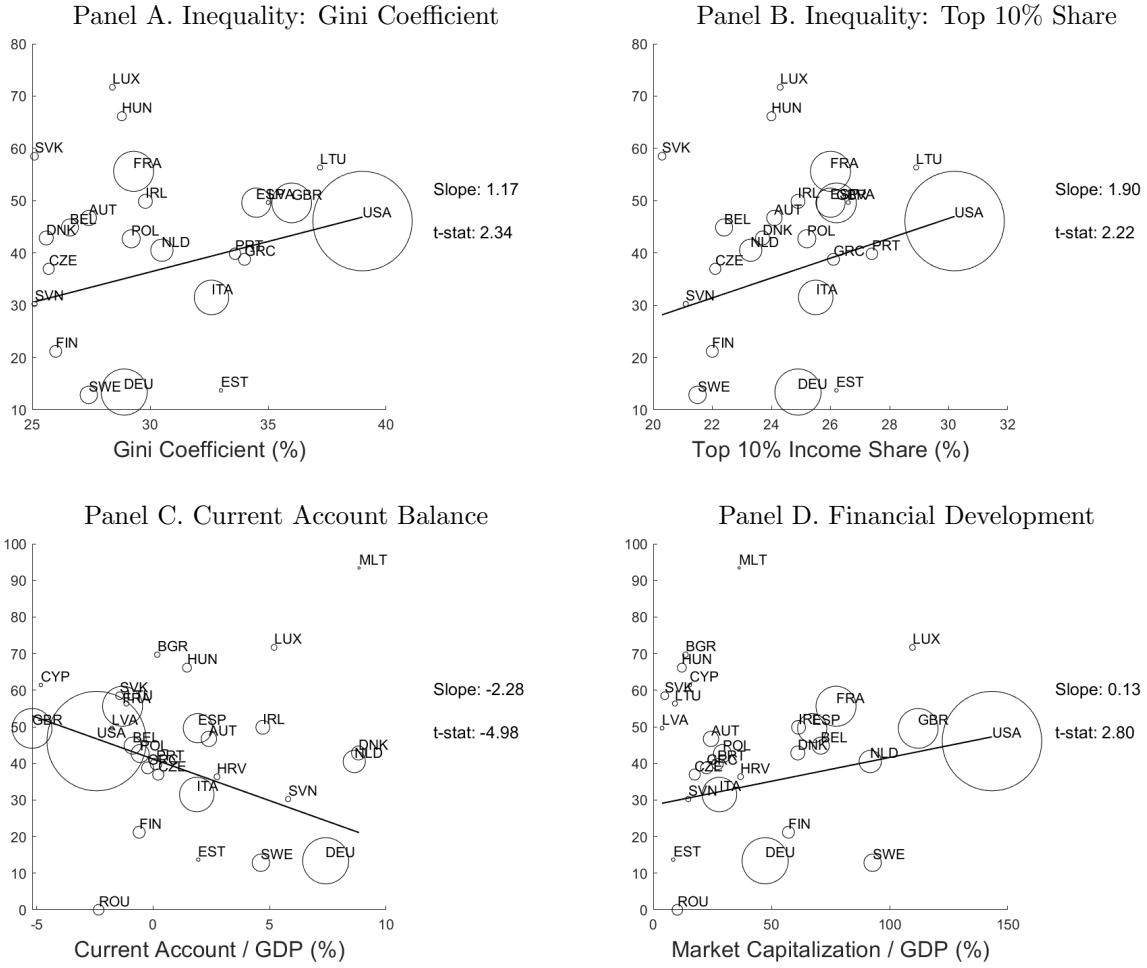 Panel A. Inequality: Gini Coefficient
80
70
60
50
40
30
20
10
25
30
35
40
LUX
HUN
SVK
FRA
LTU
IRL
ESP
LVA
GBR
AUT
BEL
DNK
POL
NLD
USA
PRT
GRC
CZE
SVN
ITA
FIN
SWE
DEU
EST
Slope: 1.17
t-stat: 2.34
Gini Coefficient (%)
Panel B. Inequality: Top 10% Share
80
70
60
50
40
30
20
10
20
22
24
26
28
30
32
LUX
HUN
SVK
FRA
LTU
IRL
ESP
GBR
LVA
AUT
BEL
DNK
POL
NLD
USA
PRT
GRC
CZE
SVN
ITA
FIN
SWE
DEU
EST
Slope: 1.90
t-stat: 2.22
Top 10% Income Share (%)
Panel C. Current Account Balance
100
90
80
70
60
50
40
30
20
10
0
-5
0
5
10
MLT
LUX
BGR
HUN
CYP
SVK
LTU
FRA
GBR
LVA
USA
ESP
IRL
AUT
BEL
POL
PRT
GRC
CZE
DNK
NLD
HRV
ITA
SVN
FIN
EST
SWE
DEU
ROU
Slope: -2.28
t-stat: -4.98
Current Account / GDP (%)
Panel D. Financial Development
100
90
80
70
60
50
40
30
20
10
0
0
50
100
150
MLT
LUX
BGR
HUN
CYP
SVK
LTU
FRA
LVA
IRL
ESP
GBR
AUT
BEL
USA
POL
DNK
PRT
GRC
CZE
NLD
HRV
SVN
ITA
FIN
EST
DEU
SWE
ROU
Slope: 0.13
t-stat: 2.80
Market Capitalization / GDP (%)